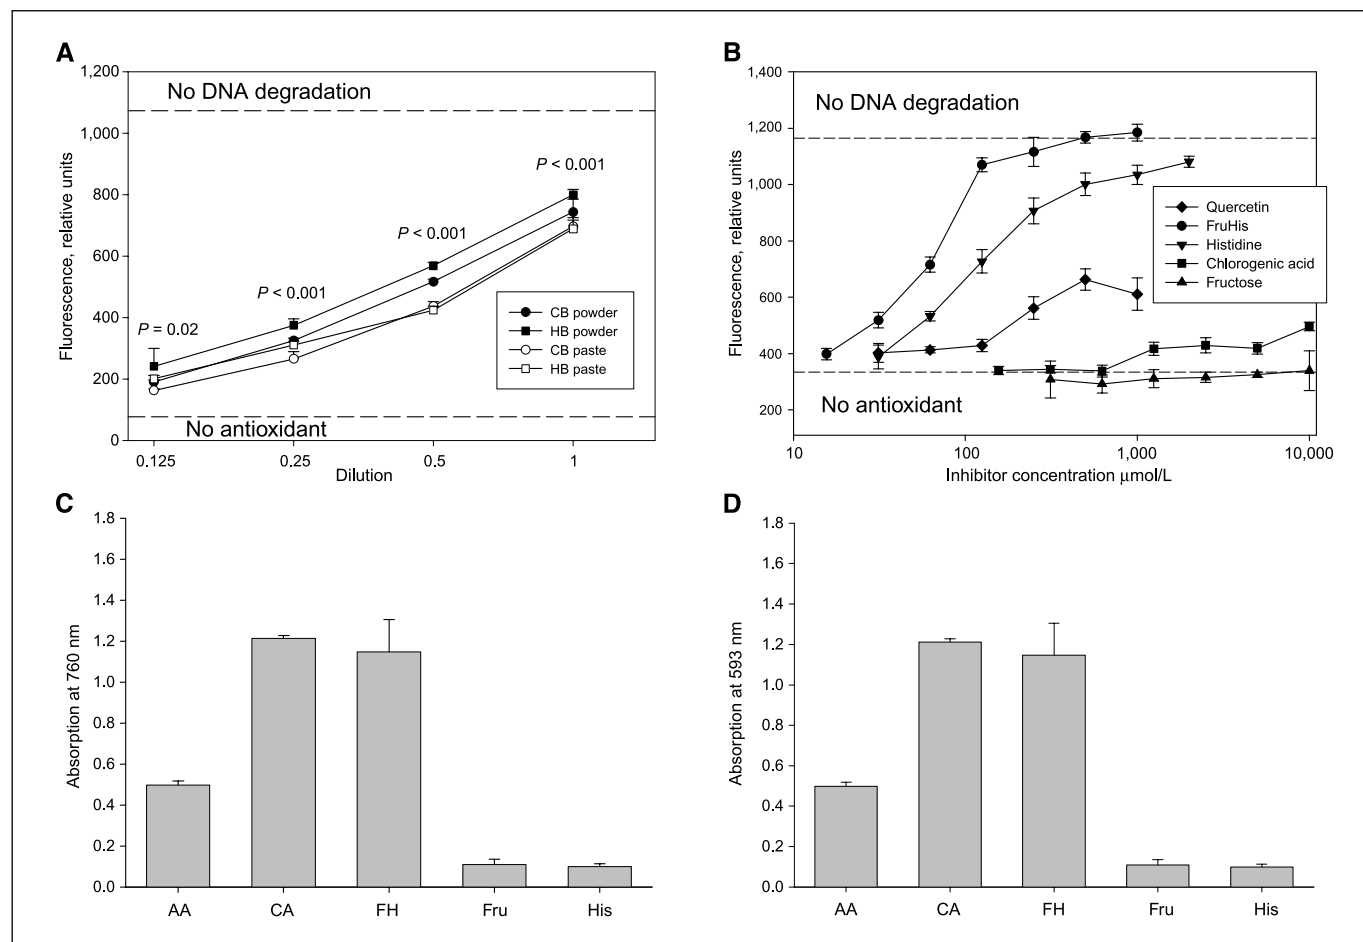 A
1,200
1,000
800
600
400
200
0
Fluorescence, relative units
No DNA degradation
P = 0.02
P < 0.001
P < 0.001
P < 0.001
CB powder
HB powder
CB paste
HB paste
No antioxidant
0.125
0.25
0.5
1
Dilution
B
1,400
1,200
1,000
800
600
400
200
Fluorescence, relative units
No DNA degradation
Quercetin
FruHis
Histidine
Chlorogenic acid
Fructose
No antioxidant
10
100
1,000
10,000
Inhibitor concentration μmol/L
C
1.8
1.6
1.4
1.2
1.0
0.8
0.6
0.4
0.2
0.0
Absorption at 760 nm
AA
CA
FH
Fru
His
D
1.8
1.6
1.4
1.2
1.0
0.8
0.6
0.4
0.2
0.0
Absorption at 593 nm
AA
CA
FH
Fru
His